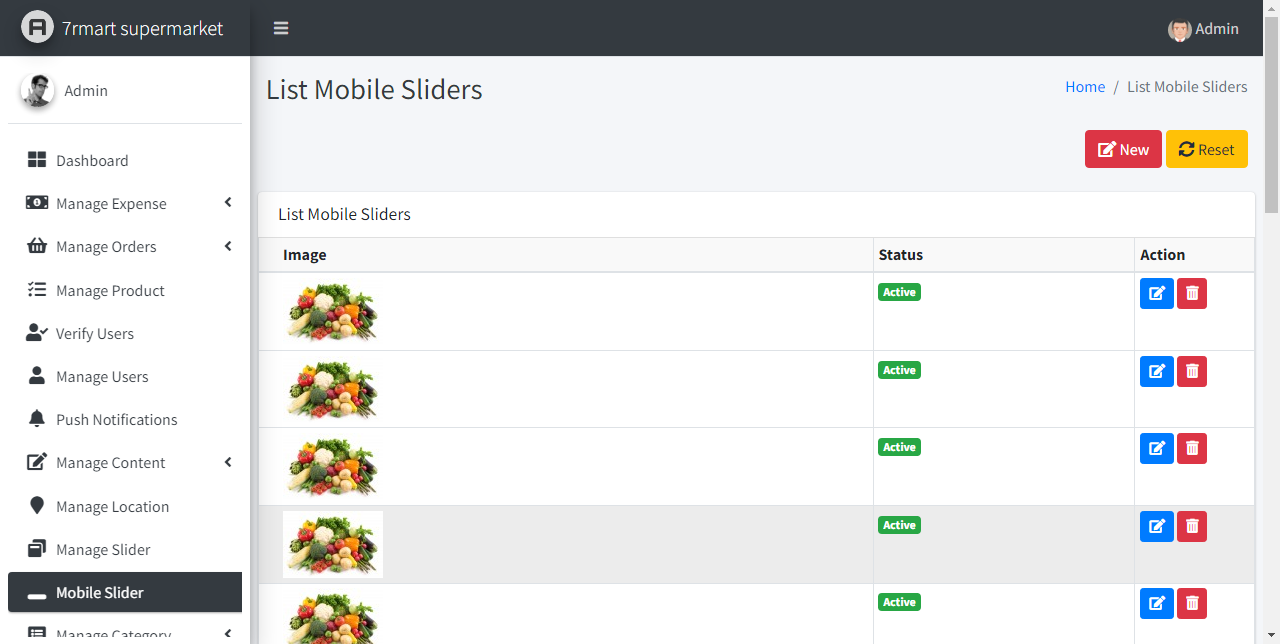 7rmart supermarket
Admin
Admin
List Mobile Sliders
Home / List Mobile Sliders
New
Reset
Dashboard
Manage Expense
Manage Orders
Manage Product
Verify Users
Manage Users
Push Notifications
Manage Content
Manage Location
Manage Slider
Mobile Slider
Manage Category
List Mobile Sliders
Image Status Action
Active
Active
Active
Active
Active